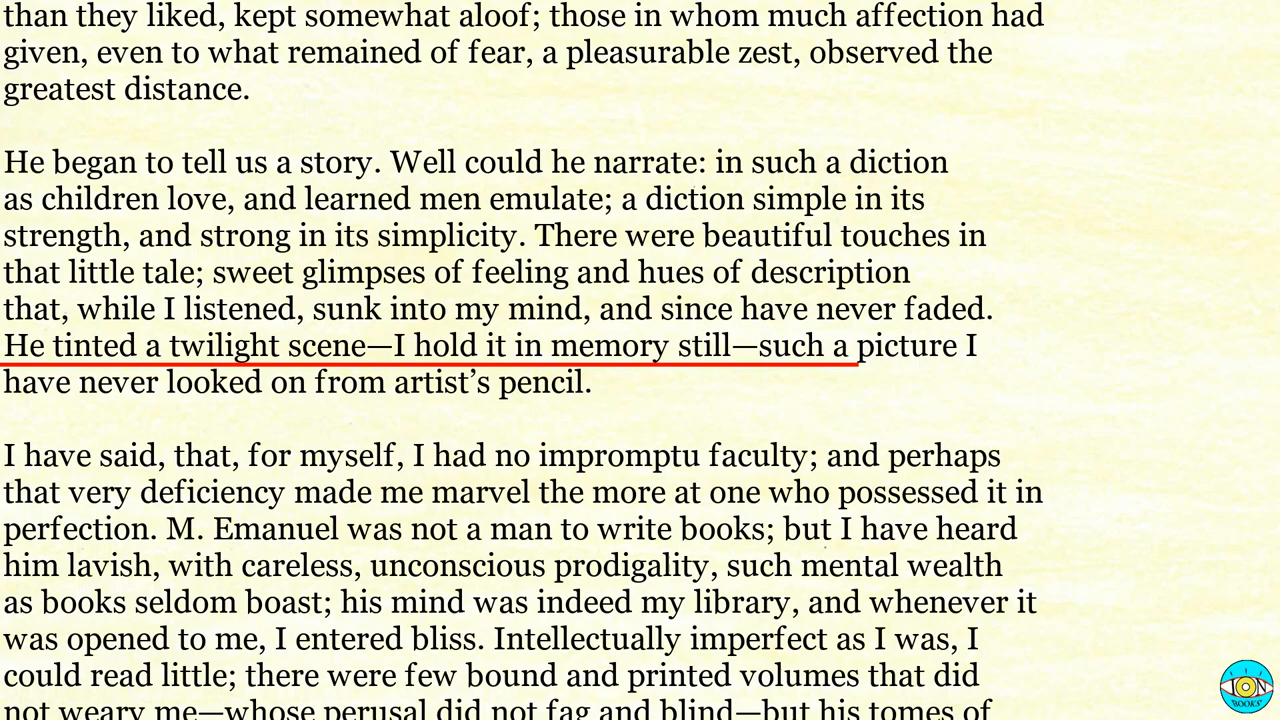 than they liked, kept somewhat aloof; those in whom much affection had
given, even to what remained of fear, a pleasurable zest, observed the
greatest distance.
He began to tell us a story. Well could he narrate: in such a diction
as children love, and learned men emulate; a diction simple in its
strength, and strong in its simplicity. There were beautiful touches in
that little tale; sweet glimpses of feeling and hues of description
that, while I listened, sunk into my mind, and since have never faded.
He tinted a twilight scene—I hold it in memory still—such a picture I
have never looked on from artist’s pencil.
I have said, that, for myself, I had no impromptu faculty; and perhaps
that very deficiency made me marvel the more at one who possessed it in
perfection. M. Emanuel was not a man to write books; but I have heard
him lavish, with careless, unconscious prodigality, such mental wealth
as books seldom boast; his mind was indeed my library, and whenever it
was opened to me, I entered bliss. Intellectually imperfect as I was, I
could read little; there were few bound and printed volumes that did
not weary me—whose perusal did not fag and blind—but his tomes of
ION
BOOKS